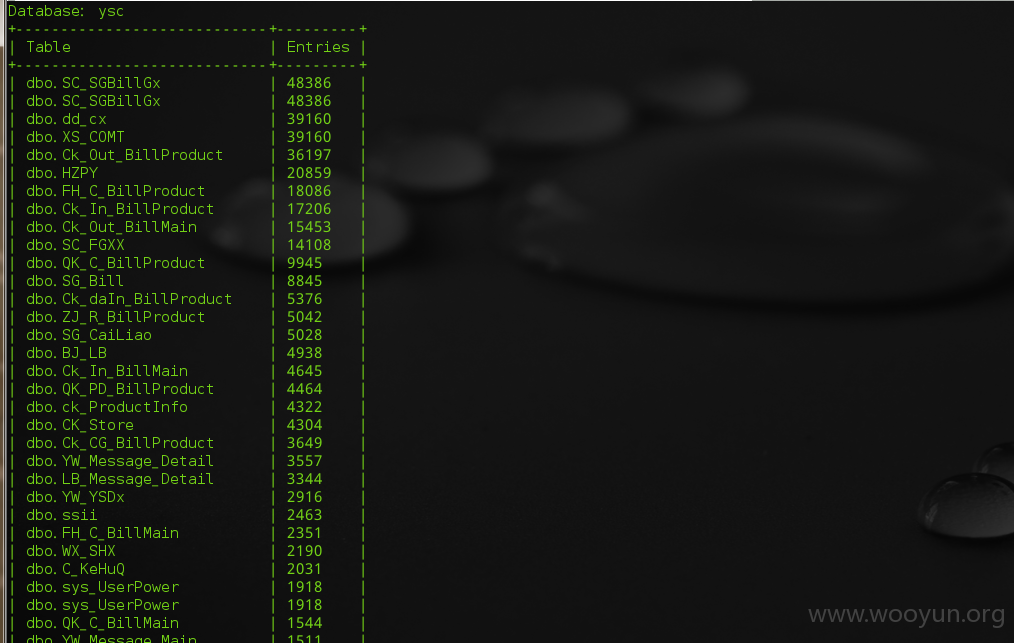 Database: ysc
+---------------------------+---------+
| Table | Entries |
+---------------------------+---------+
| dbo.SC_SGBillGx | 48386 |
| dbo.SC_SGBillGx | 48386 |
| dbo.dd_cx | 39160 |
| dbo.XS_COMT | 39160 |
| dbo.Ck_Out_BillProduct | 36197 |
| dbo.HZPY | 20859 |
| dbo.FH_C_BillProduct | 18086 |
| dbo.Ck_In_BillProduct | 17206 |
| dbo.Ck_Out_BillMain | 15453 |
| dbo.SC_FGXX | 14108 |
| dbo.QK_C_BillProduct | 9945 |
| dbo.SG_Bill | 8845 |
| dbo.Ck_daIn_BillProduct | 5376 |
| dbo.ZJ_R_BillProduct | 5042 |
| dbo.SG_CaiLiao | 5028 |
| dbo.BJ_LB | 4938 |
| dbo.Ck_In_BillMain | 4645 |
| dbo.QK_PD_BillProduct | 4464 |
| dbo.ck_ProductInfo | 4322 |
| dbo.CK_Store | 4304 |
| dbo.Ck_CG_BillProduct | 3649 |
| dbo.YW_Message_Detail | 3557 |
| dbo.LB_Message_Detail | 3344 |
| dbo.YW_YSDx | 2916 |
| dbo.ssii | 2463 |
| dbo.FH_C_BillMain | 2351 |
| dbo.WX_SHX | 2190 |
| dbo.C_KeHuQ | 2031 |
| dbo.sys_UserPower | 1918 |
| dbo.sys_UserPower | 1918 |
| dbo.QK_C_BillMain | 1544 |
| dbo.YW_Message_Main | 1511 |
www.wooyun.org